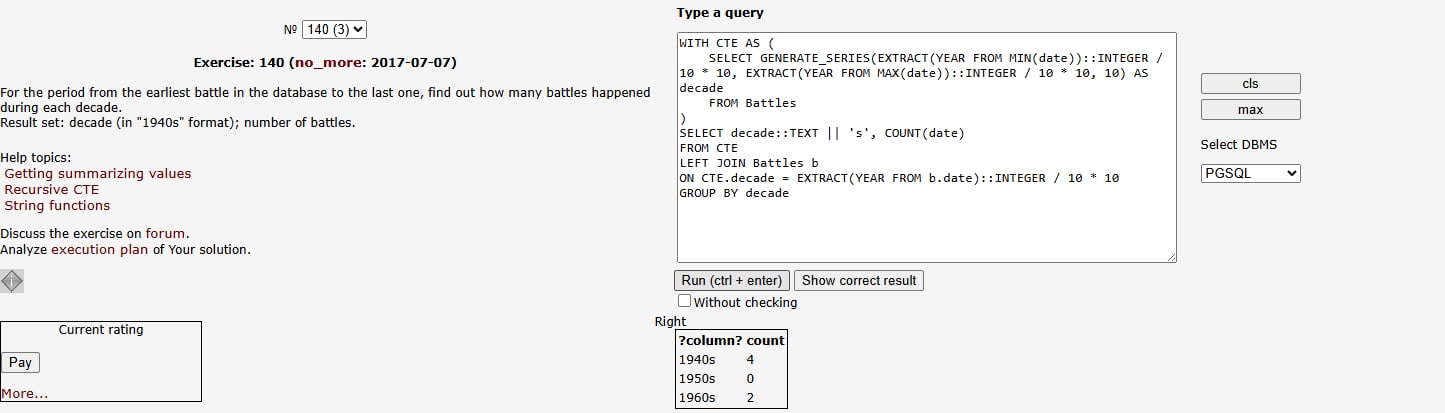 № 140 (3)
Exercise: 140 (no_more: 2017-07-07)
For the period from the earliest battle in the database to the last one, find out how many battles happened
during each decade.
Result set: decade (in "1940s" format); number of battles.
Help topics:
Getting summarizing values
Recursive CTE
String functions
Discuss the exercise on forum.
Analyze execution plan of Your solution.
i
Current rating
Pay
More...
Type a query
WITH CTE AS (
    SELECT GENERATE_SERIES(EXTRACT(YEAR FROM MIN(date))::INTEGER /
10 * 10, EXTRACT(YEAR FROM MAX(date))::INTEGER / 10 * 10, 10) AS
decade
    FROM Battles
)
SELECT decade::TEXT || 's', COUNT(date)
FROM CTE
LEFT JOIN Battles b
ON CTE.decade = EXTRACT(YEAR FROM b.date)::INTEGER / 10 * 10
GROUP BY decade
Run (ctrl + enter) Show correct result
Without checking
Right
?column? count
1940s 4
1950s 0
1960s 2
cls
max
Select DBMS
PGSQL